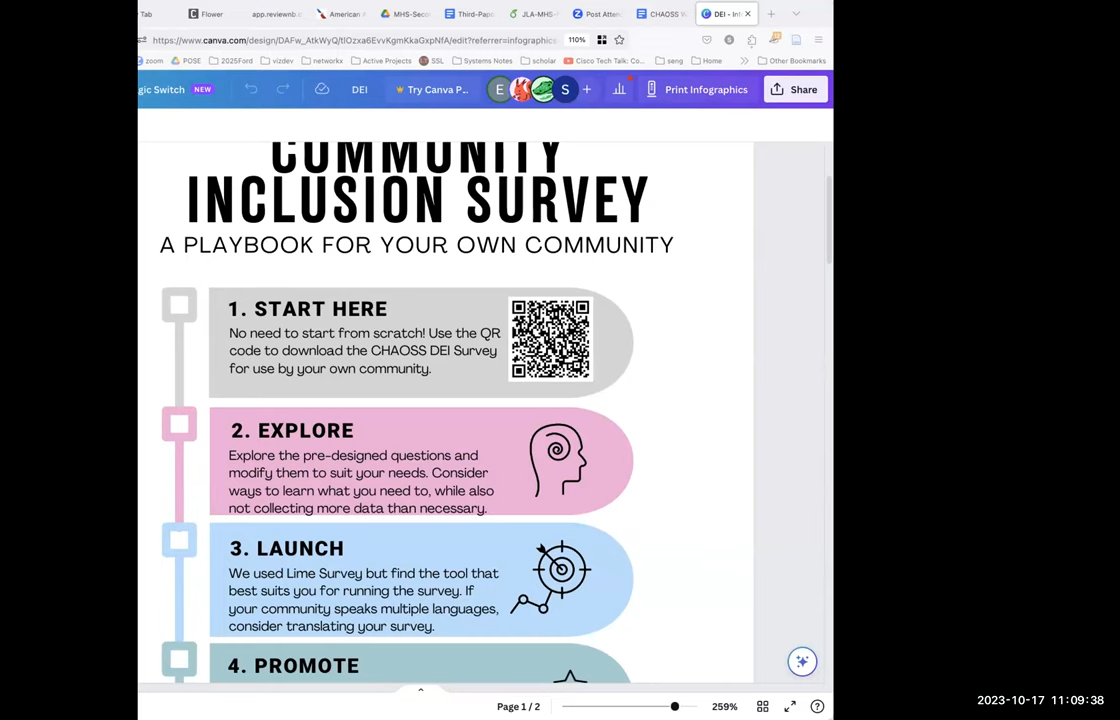 Tab
Flower
app.reviewnb.c
American A
MHS-Secon
Third-Pape
JLA-MHS-
Post Atten
CHAOSS W
DEI - Inf
https://www.canva.com/design/DAFw_AtkWyQ/tIOzxa6EvvKgmKkaGxpNfA/edit?referrer=infographics
110%
zoom
POSE
2025Ford
vizdev
networkx
Active Projects
SSL
Systems Notes
scholar
Cisco Tech Talk: Co...
seng
Home
Other Bookmarks
gic Switch
NEW
DEI
Try Canva P...
E
S
Print Infographics
Share
COMMUNITY
INCLUSION SURVEY
A PLAYBOOK FOR YOUR OWN COMMUNITY
1. START HERE
No need to start from scratch! Use the QR
code to download the CHAOSS DEI Survey
for use by your own community.
2. EXPLORE
Explore the pre-designed questions and
modify them to suit your needs. Consider
ways to learn what you need to, while also
not collecting more data than necessary.
3. LAUNCH
We used Lime Survey but find the tool that
best suits you for running the survey. If
your community speaks multiple languages,
consider translating your survey.
4. PROMOTE
Page 1 / 2
259%
2023-10-17 11:09:38